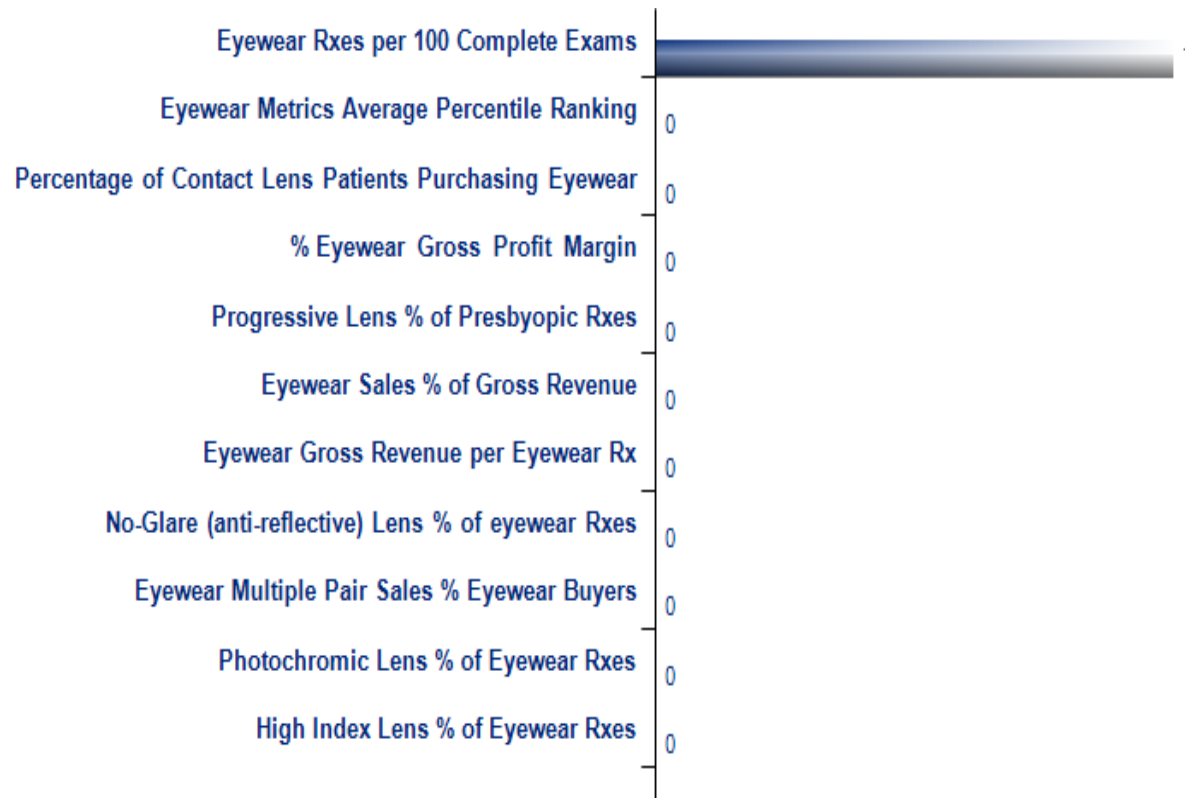 Eyewear Rxes per 100 Complete Exams
Eyewear Metrics Average Percentile Ranking
0
Percentage of Contact Lens Patients Purchasing Eyewear
0
% Eyewear Gross Profit Margin
0
Progressive Lens % of Presbyopic Rxes
0
Eyewear Sales % of Gross Revenue
0
Eyewear Gross Revenue per Eyewear Rx
0
No-Glare (anti-reflective) Lens % of eyewear Rxes
0
Eyewear Multiple Pair Sales % Eyewear Buyers
0
Photochromic Lens % of Eyewear Rxes
0
High Index Lens % of Eyewear Rxes
0